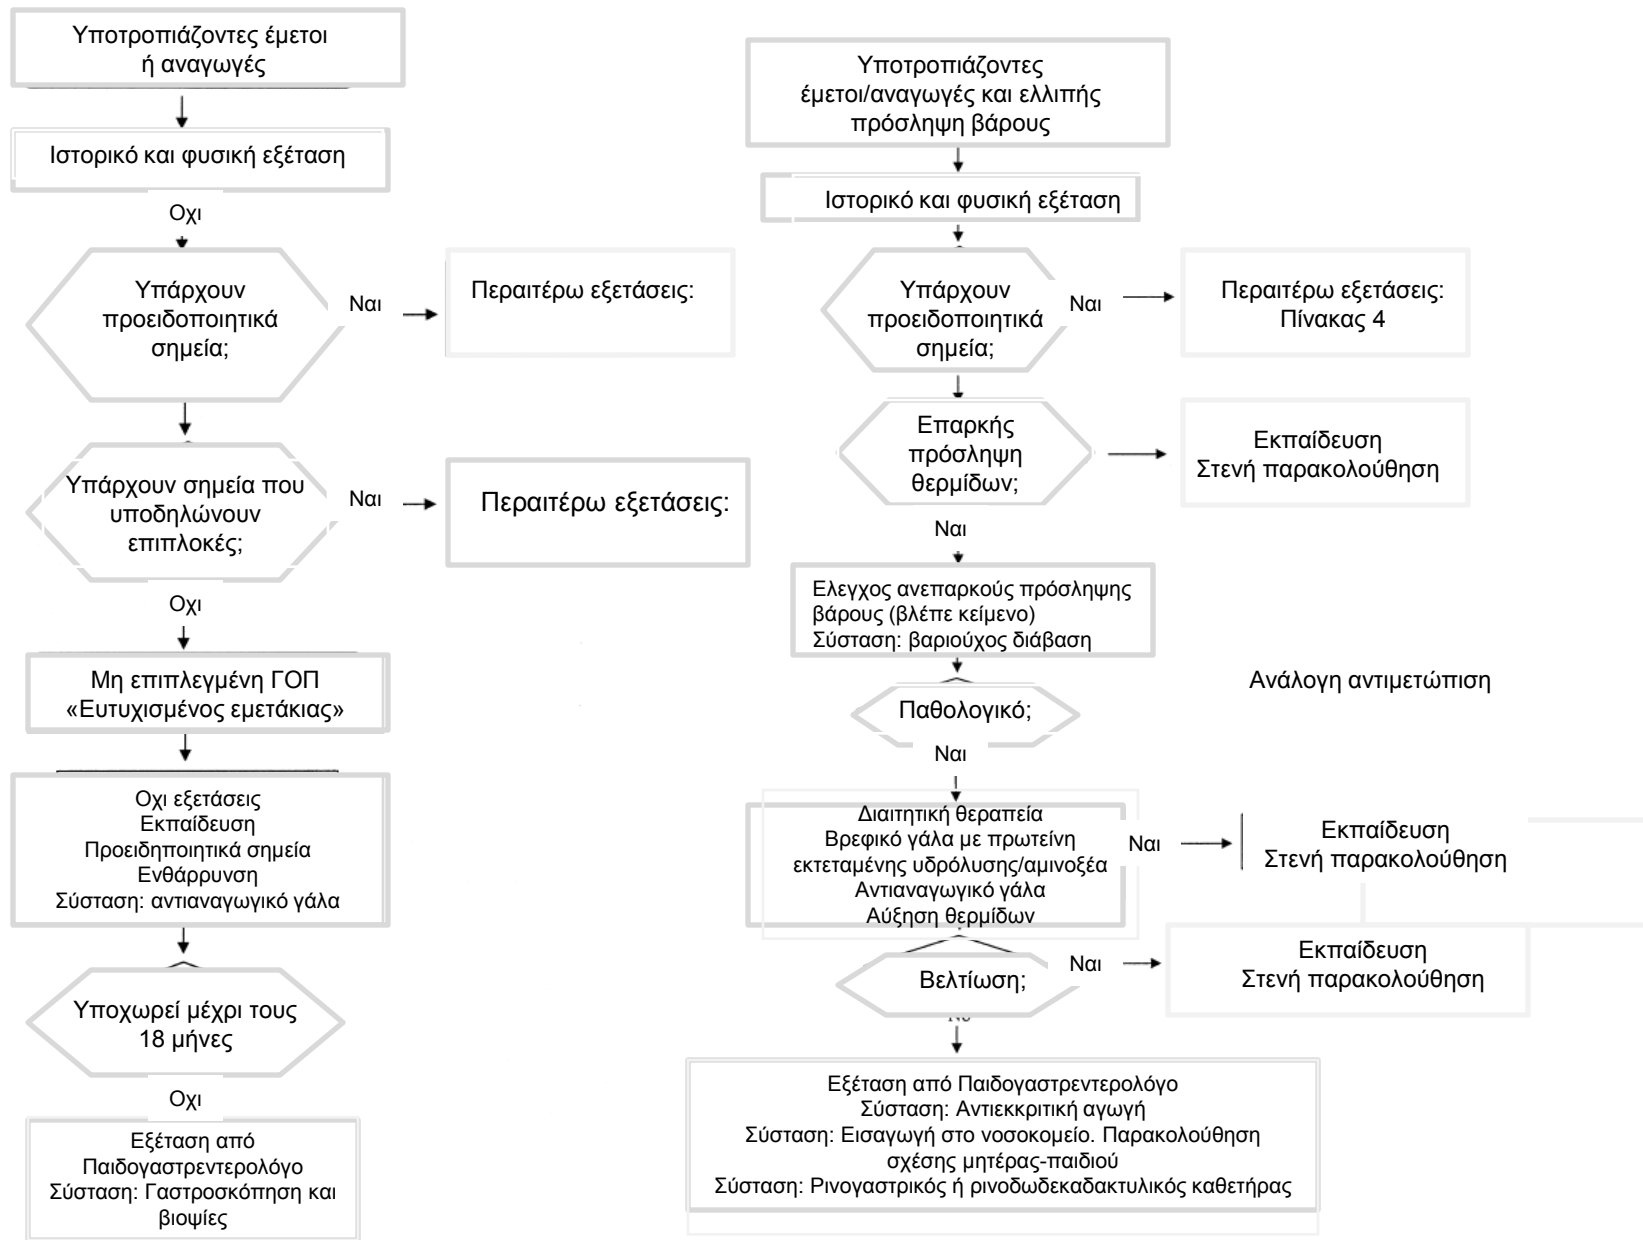 Υποτροπιάζοντες έμετοι
ή αναγωγές
Ιστορικό και φυσική εξέταση
Οχι
Υπάρχουν
προειδοποιητικά
σημεία;
Ναι
Περαιτέρω εξετάσεις:
Υπάρχουν σημεία που
υποδηλώνουν
επιπλοκές;
Ναι
Περαιτέρω εξετάσεις:
Οχι
Μη επιπλεγμένη ΓΟΠ
«Ευτυχισμένος εμετάκιας»
Οχι εξετάσεις
Εκπαίδευση
Προειδηποιητικά σημεία
Ενθάρρυνση
Σύσταση: αντιαναγωγικό γάλα
Υποχωρεί μέχρι τους
18 μήνες
Οχι
Εξέταση από
Παιδογαστρεντερολόγο
Σύσταση: Γαστροσκόπηση και
βιοψίες
Υποτροπιάζοντες
έμετοι/αναγωγές και ελλιπής
πρόσληψη βάρους
Ιστορικό και φυσική εξέταση
Υπάρχουν
προειδοποιητικά
σημεία;
Ναι
Περαιτέρω εξετάσεις:
Πίνακας 4
Επαρκής
πρόσληψη
θερμίδων;
Εκπαίδευση
Στενή παρακολούθηση
Ναι
Ελεγχος ανεπαρκούς πρόσληψης
βάρους (βλέπε κείμενο)
Σύσταση: βαριούχος διάβαση
Παθολογικό;
Ανάλογη αντιμετώπιση
Ναι
Διαιτητική θεραπεία
Βρεφικό γάλα με πρωτείνη
εκτεταμένης υδρόλυσης/αμινοξέα
Αντιαναγωγικό γάλα
Αύξηση θερμίδων
Ναι
Εκπαίδευση
Στενή παρακολούθηση
Βελτίωση;
Ναι
Εκπαίδευση
Στενή παρακολούθηση
Εξέταση από Παιδογαστρεντερολόγο
Σύσταση: Αντιεκκριτική αγωγή
Σύσταση: Εισαγωγή στο νοσοκομείο. Παρακολούθηση
σχέσης μητέρας-παιδιού
Σύσταση: Ρινογαστρικός ή ρινοδωδεκαδακτυλικός καθετήρας